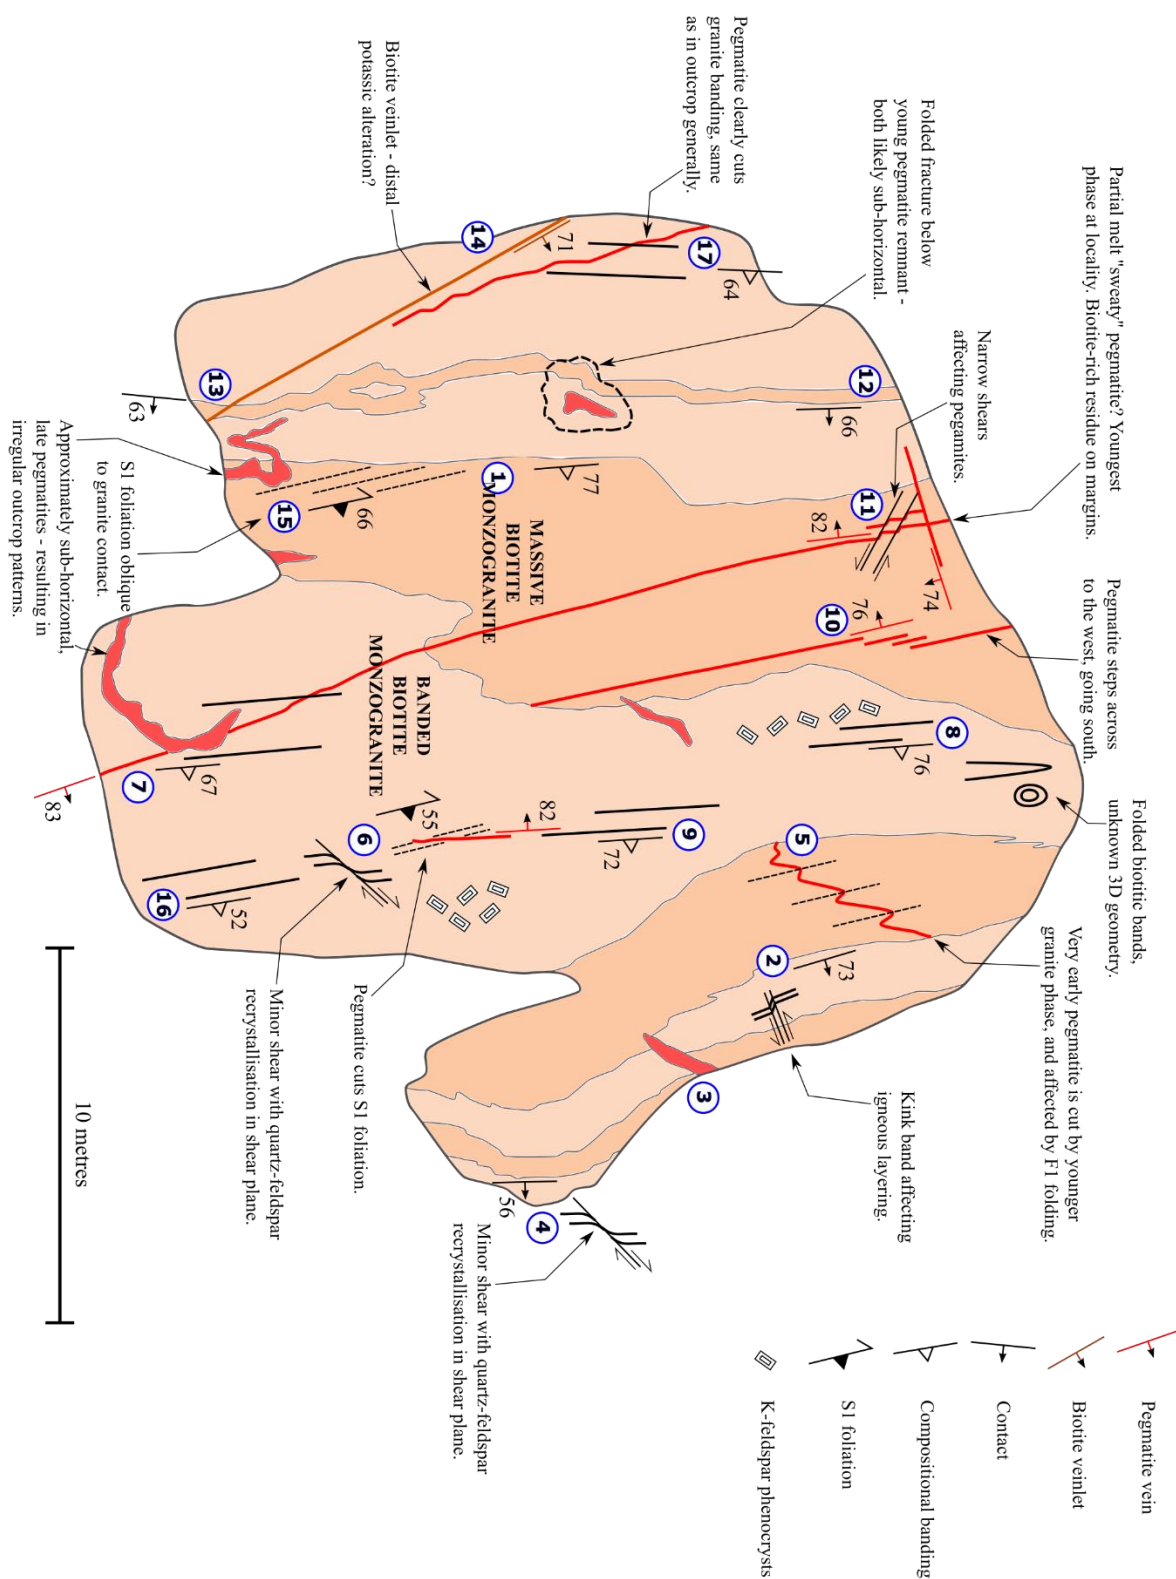 Partial melt "sweaty" pegmatite? Youngest
phase at locality. Biotite-rich residue on margins.
Pegmatite steps across
to the west, going south.
Folded biotitic bands,
unknown 3D geometry.
Very early pegmatite is cut by younger
granite phase, and affected by F1 folding.
Kink band affecting
igneous layering.
Narrow shears
affecting pegamites.
Folded fracture below
young pegmatite remnant -
both likely sub-horizontal.
Pegmatite clearly cuts
granite banding, same
as in outcrop generally.
Biotite veinlet - distal
potassic alteration?
Approximately sub-horizontal,
late pegmatites - resulting in
irregular outcrop patterns.
S1 foliation oblique
to granite contact.
Pegmatite cuts S1 foliation.
Minor shear with quartz-feldspar
recrystallisation in shear plane.
Minor shear with quartz-feldspar
recrystallisation in shear plane.
MASSIVE
BIOTITE
MONZOGRANITE
BANDED
BIOTITE
MONZOGRANITE
1
2
3
4
5
6
7
8
9
10
11
12
13
14
15
16
17
71
64
66
63
77
66
82
74
76
76
73
82
72
55
67
83
52
56
10 metres
Pegmatite vein
Biotite veinlet
Contact
Compositional banding
S1 foliation
K-feldspar phenocrysts